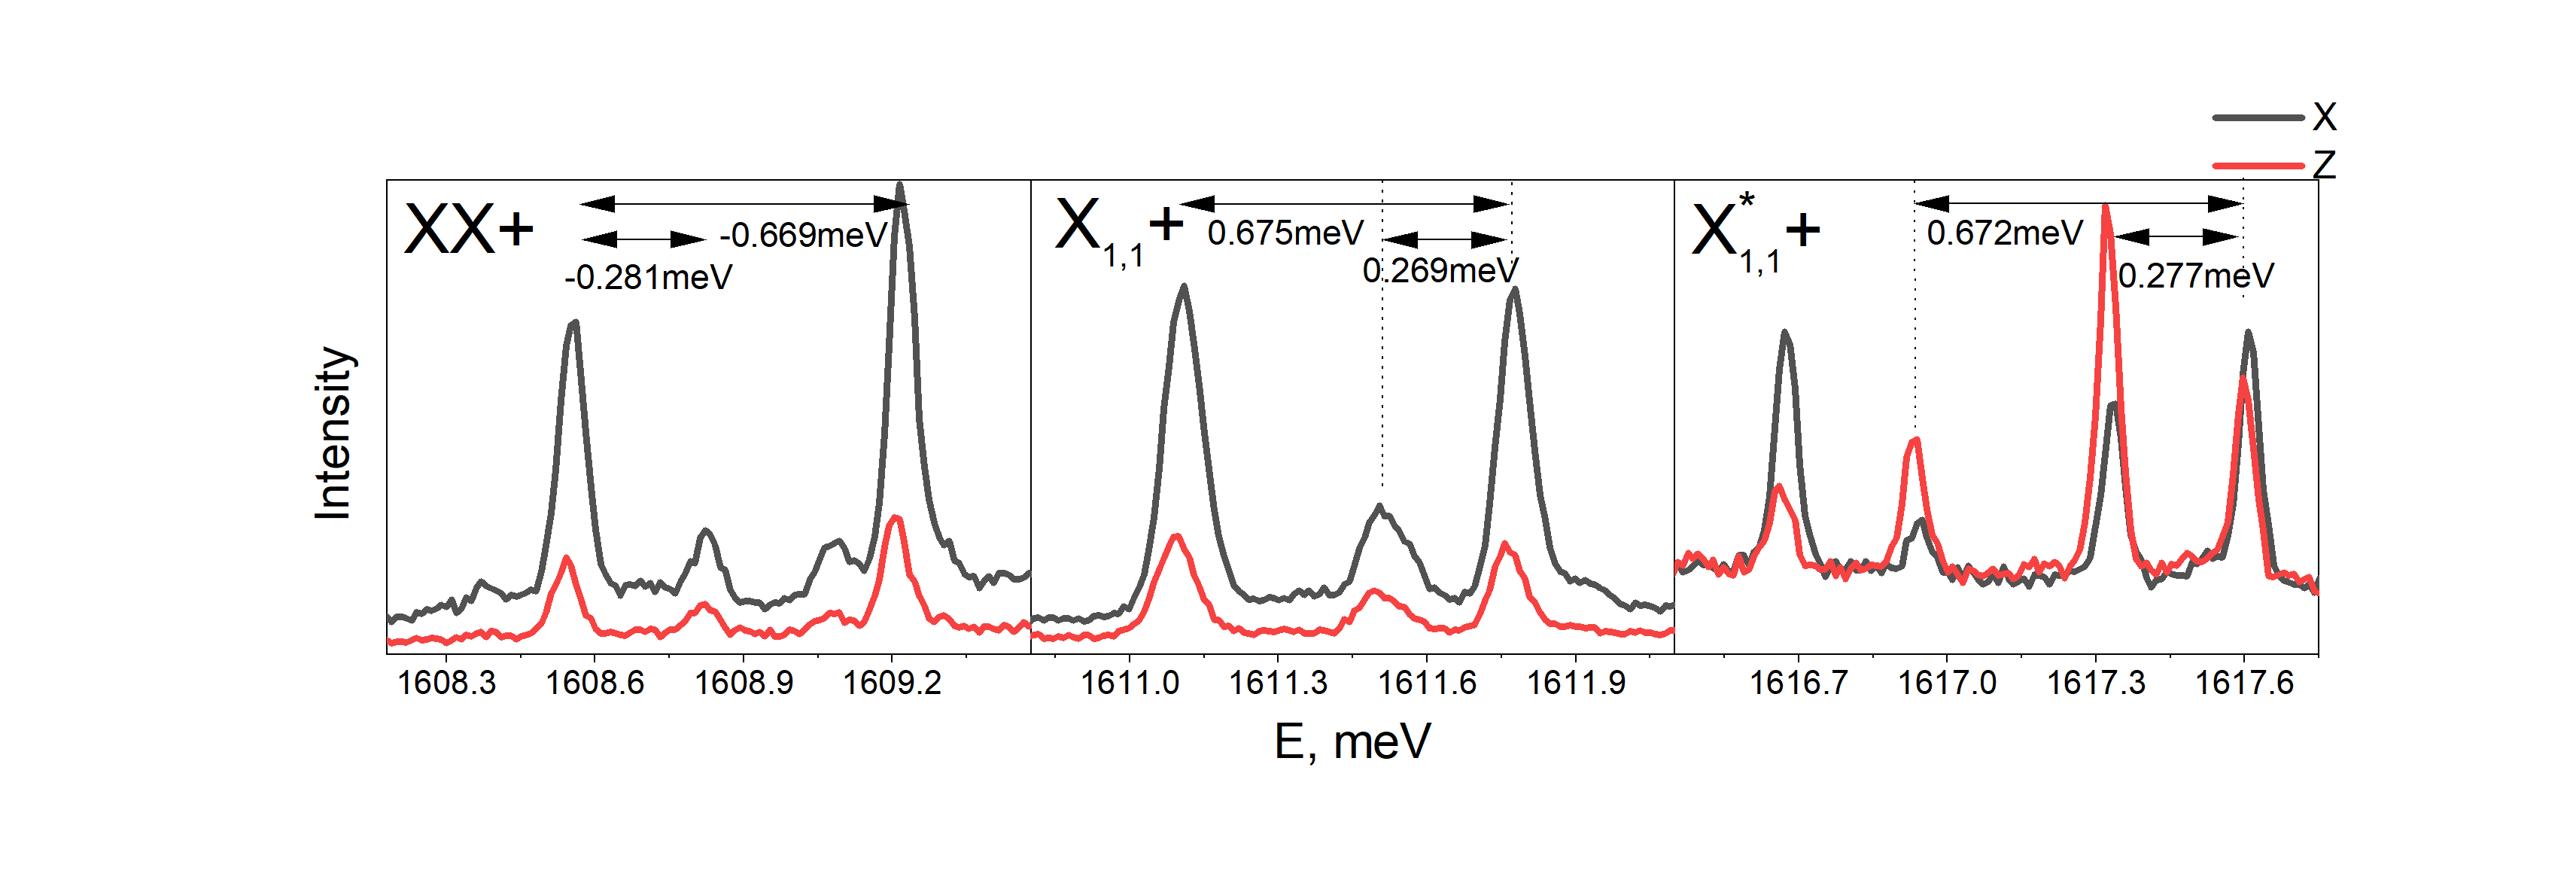 X
Z
XX+
-0.669meV
-0.281meV
X1,1+
0.675meV
0.269meV
X*1,1+
0.672meV
0.277meV
Intensity
1608.3 1608.6 1608.9 1609.2 1611.0 1611.3 1611.6 1611.9 1616.7 1617.0 1617.3 1617.6
E, meV